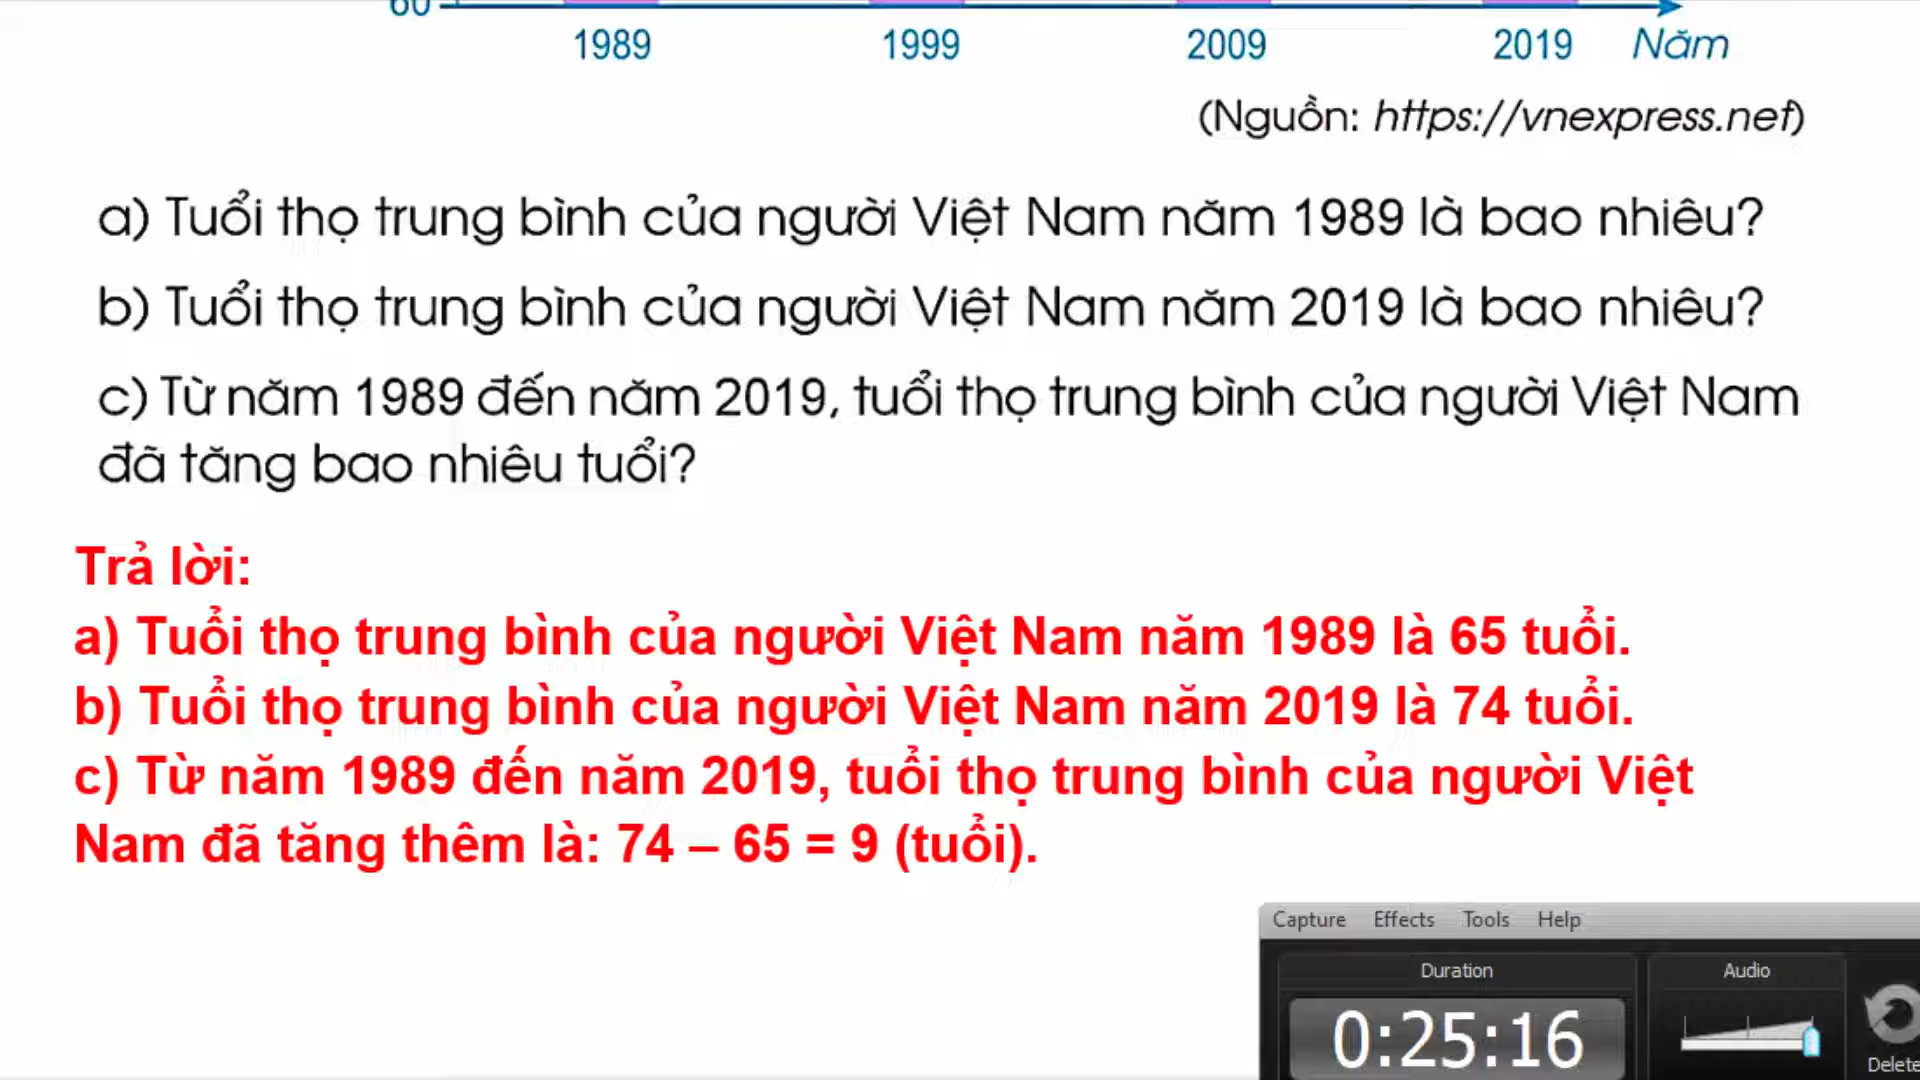 60
1989 1999 2009 2019 Năm
(Nguồn: https://vnexpress.net)
a) Tuổi thọ trung bình của người Việt Nam năm 1989 là bao nhiêu?
b) Tuổi thọ trung bình của người Việt Nam năm 2019 là bao nhiêu?
c) Từ năm 1989 đến năm 2019, tuổi thọ trung bình của người Việt Nam
đã tăng bao nhiêu tuổi?
Trả lời:
a) Tuổi thọ trung bình của người Việt Nam năm 1989 là 65 tuổi.
b) Tuổi thọ trung bình của người Việt Nam năm 2019 là 74 tuổi.
c) Từ năm 1989 đến năm 2019, tuổi thọ trung bình của người Việt
Nam đã tăng thêm là: 74 – 65 = 9 (tuổi).
Capture Effects Tools Help
Duration Audio
0:25:16
Delete